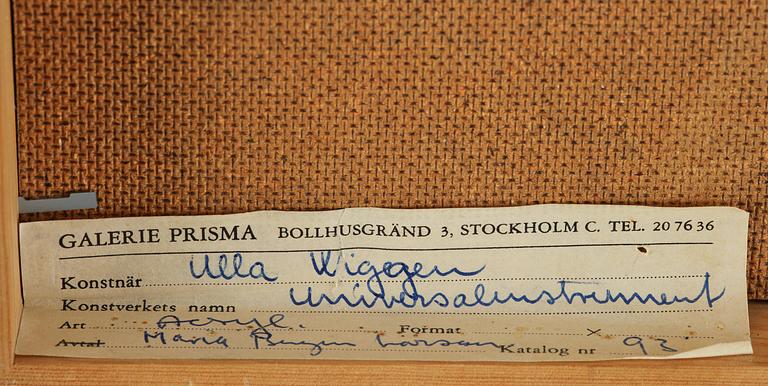 GALERIE PRISMA BOLLHUSGRÄND 3, STOCKHOLM C. TEL. 20 76 36
Konstnär Ulla Wiggen
Konstverkets namn Universalinstrument
Art Acryl. Format ×
Avtal Maria Larsson Katalog nr 93